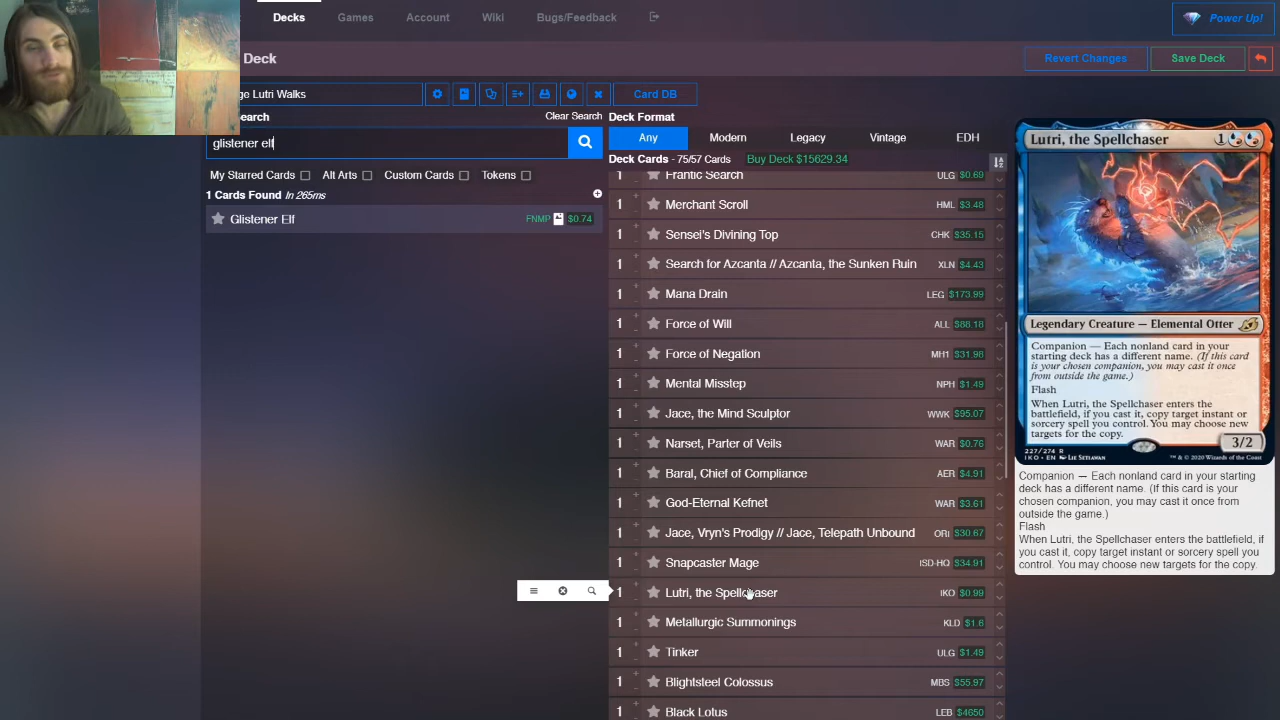 Decks Games Account Wiki Bugs/Feedback Power Up!
Deck Revert Changes Save Deck
ge Lutri Walks Card DB
Search Clear Search Deck Format
glistener elf Any Modern Legacy Vintage EDH
Deck Cards - 75/57 Cards Buy Deck $15629.34
My Starred Cards Alt Arts Custom Cards Tokens
1 Cards Found In 265ms
Glistener Elf FNMP $0.74
1 Frantic Search ULG $0.69
1 Merchant Scroll HML $3.48
1 Sensei's Divining Top CHK $35.15
1 Search for Azcanta // Azcanta, the Sunken Ruin XLN $4.43
1 Mana Drain LEG $173.99
1 Force of Will ALL $88.18
1 Force of Negation MH1 $31.98
1 Mental Misstep NPH $1.49
1 Jace, the Mind Sculptor WWK $95.07
1 Narset, Parter of Veils WAR $0.76
1 Baral, Chief of Compliance AER $4.91
1 God-Eternal Kefnet WAR $3.61
1 Jace, Vryn's Prodigy // Jace, Telepath Unbound ORI $30.67
1 Snapcaster Mage ISD-HQ $34.91
1 Lutri, the Spellchaser IKO $0.99
1 Metallurgic Summonings KLD $1.6
1 Tinker ULG $1.49
1 Blightsteel Colossus MBS $55.97
1 Black Lotus LEB $4650
Lutri, the Spellchaser 1
Legendary Creature — Elemental Otter
Companion — Each nonland card in your
starting deck has a different name. (If this card
is your chosen companion, you may cast it once
from outside the game.)
Flash
When Lutri, the Spellchaser enters the
battlefield, if you cast it, copy target instant or
sorcery spell you control. You may choose new
targets for the copy.
3/2
227/274 R
IKO • EN Lie Setiawan ™ & © 2020 Wizards of the Coast
Companion — Each nonland card in your starting
deck has a different name. (If this card is your
chosen companion, you may cast it once from
outside the game.)
Flash
When Lutri, the Spellchaser enters the battlefield, if
you cast it, copy target instant or sorcery spell you
control. You may choose new targets for the copy.